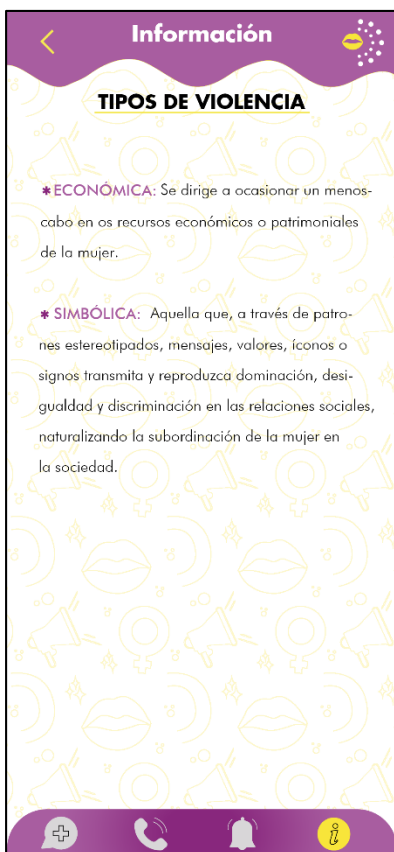 Información
TIPOS DE VIOLENCIA
*ECONÓMICA: Se dirige a ocasionar un menos-
cabo en os recursos económicos o patrimoniales
de la mujer.
* SIMBÓLICA: Aquella que, a través de patro-
nes estereotipados, mensajes, valores, íconos o
signos transmita y reproduzca dominación, desi-
gualdad y discriminación en las relaciones sociales,
naturalizando la subordinación de la mujer en
la sociedad.
i